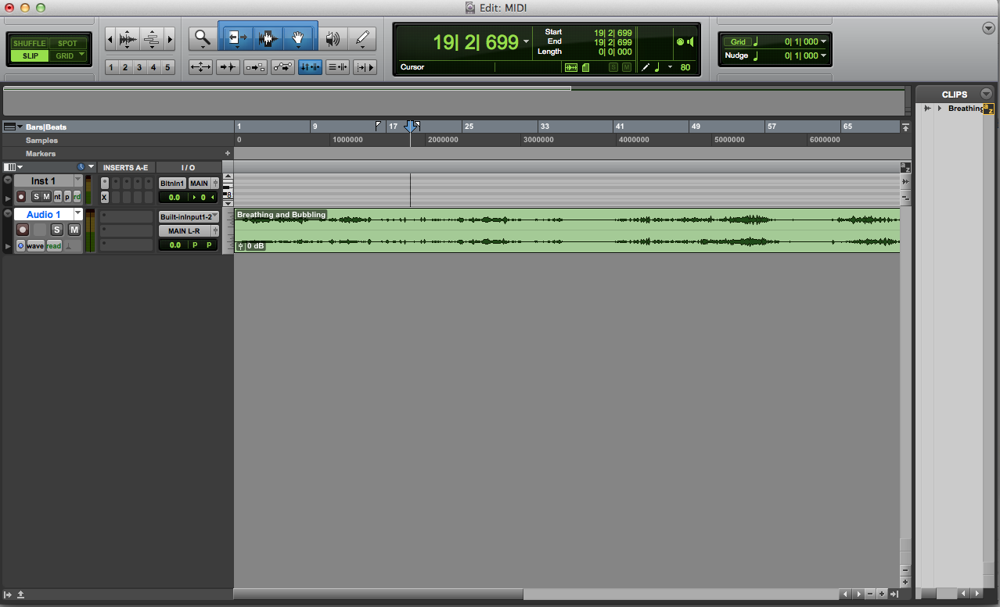 Edit: MIDI
SHUFFLE SPOT
SLIP GRID
1 2 3 4 5
19| 2| 699
Start 19| 2| 699
End 19| 2| 699
Length 0| 0| 000
Cursor
S M
80
Grid 0| 1| 000
Nudge 0| 1| 000
CLIPS
Breathing
a z
Bars|Beats 1 9 17 25 33 41 49 57 65
Samples 0 1000000 2000000 3000000 4000000 5000000 6000000
Markers +
INSERTS A-E I / O
a z
Inst 1
BltnIn1 MAIN
S M nt p rd
X
0.0 0
8
Audio 1
Breathing and Bubbling
Built-inInput1-2
S M
MAIN L-R
wave read
0.0 P P
0 dB